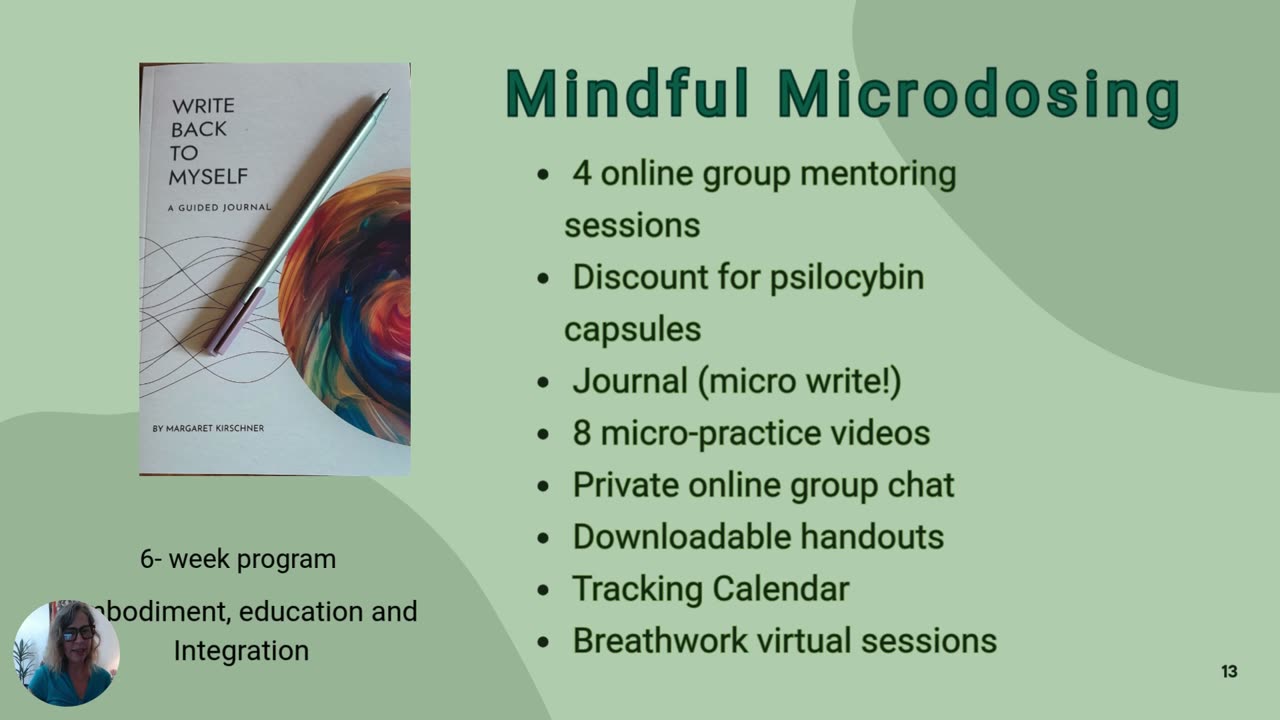 WRITE
BACK
TO
MYSELF
A GUIDED JOURNAL
BY MARGARET KIRSCHNER
6- week program
education and
Integration
Mindful Microdosing
• 4 online group mentoring
sessions
• Discount for psilocybin
capsules
• Journal (micro write!)
• 8 micro-practice videos
• Private online group chat
• Downloadable handouts
• Tracking Calendar
• Breathwork virtual sessions
13